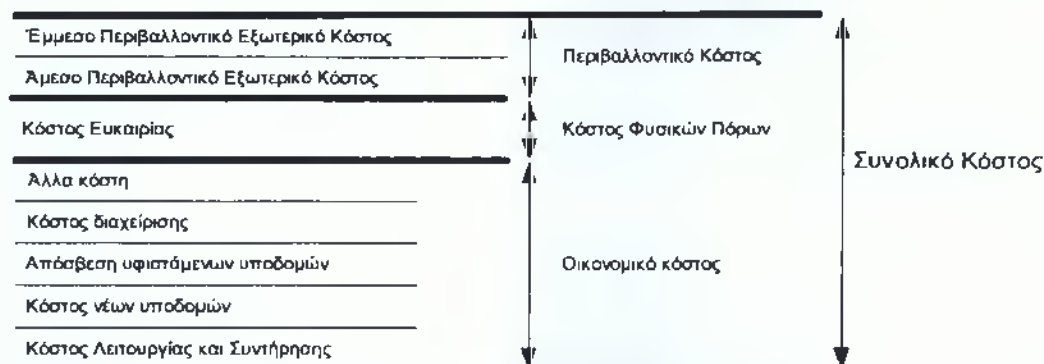 Έμμεσο Περιβαλλοντικό Εξωτερικό Κόστος
Άμεσο Περιβαλλοντικό Εξωτερικό Κόστος
Περιβαλλοντικό Κόστος
Κόστος Ευκαιρίας
Κόστος Φυσικών Πόρων
Συνολικό Κόστος
Άλλα κόστη
Κόστος διαχείρισης
Απόσβεση υφιστάμενων υποδομών
Οικονομικό κόστος
Κόστος νέων υποδομών
Κόστος Λειτουργίας και Συντήρησης